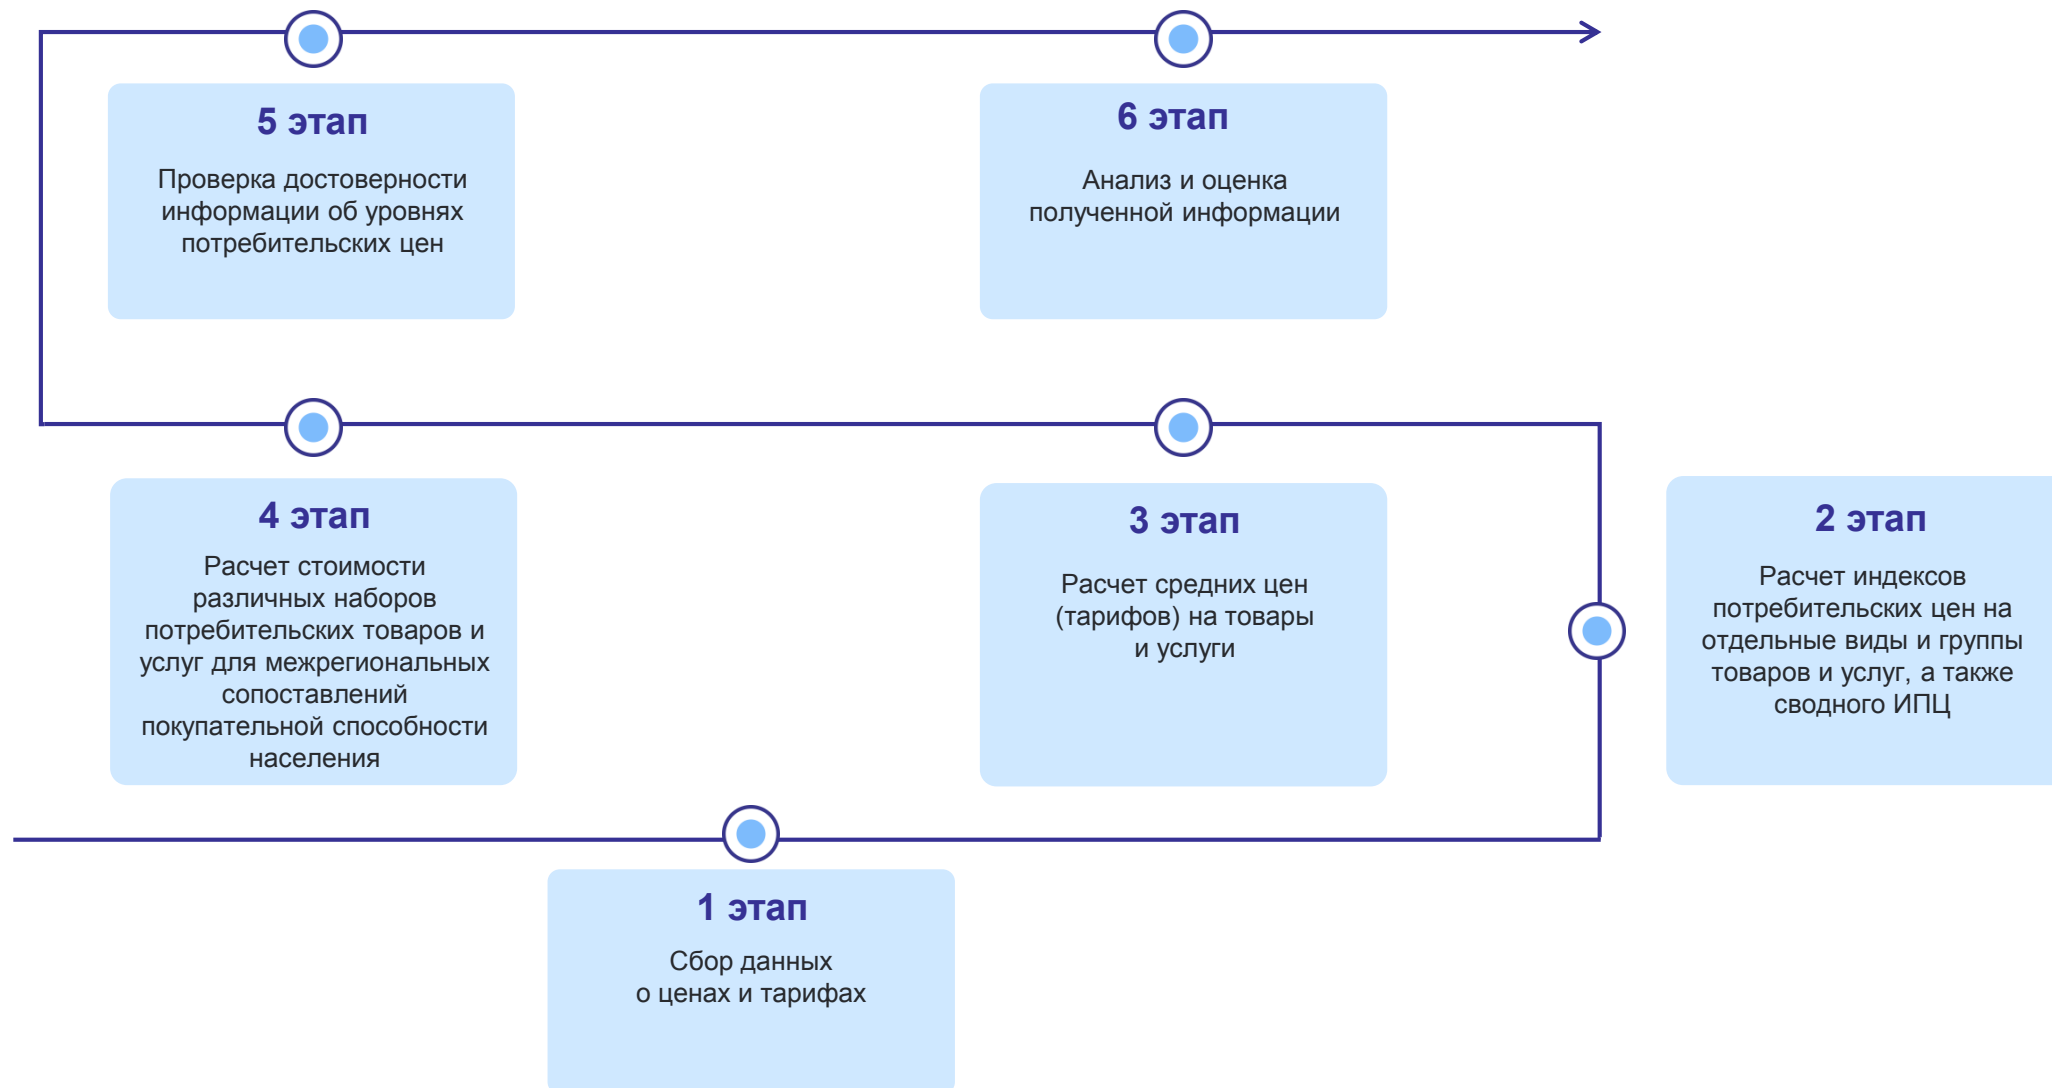 5 этап
Проверка достоверности
информации об уровнях
потребительских цен
6 этап
Анализ и оценка
полученной информации
4 этап
Расчет стоимости
различных наборов
потребительских товаров и
услуг для межрегиональных
сопоставлений
покупательной способности
населения
3 этап
Расчет средних цен
(тарифов) на товары
и услуги
2 этап
Расчет индексов
потребительских цен на
отдельные виды и группы
товаров и услуг, а также
сводного ИПЦ
1 этап
Сбор данных
о ценах и тарифах